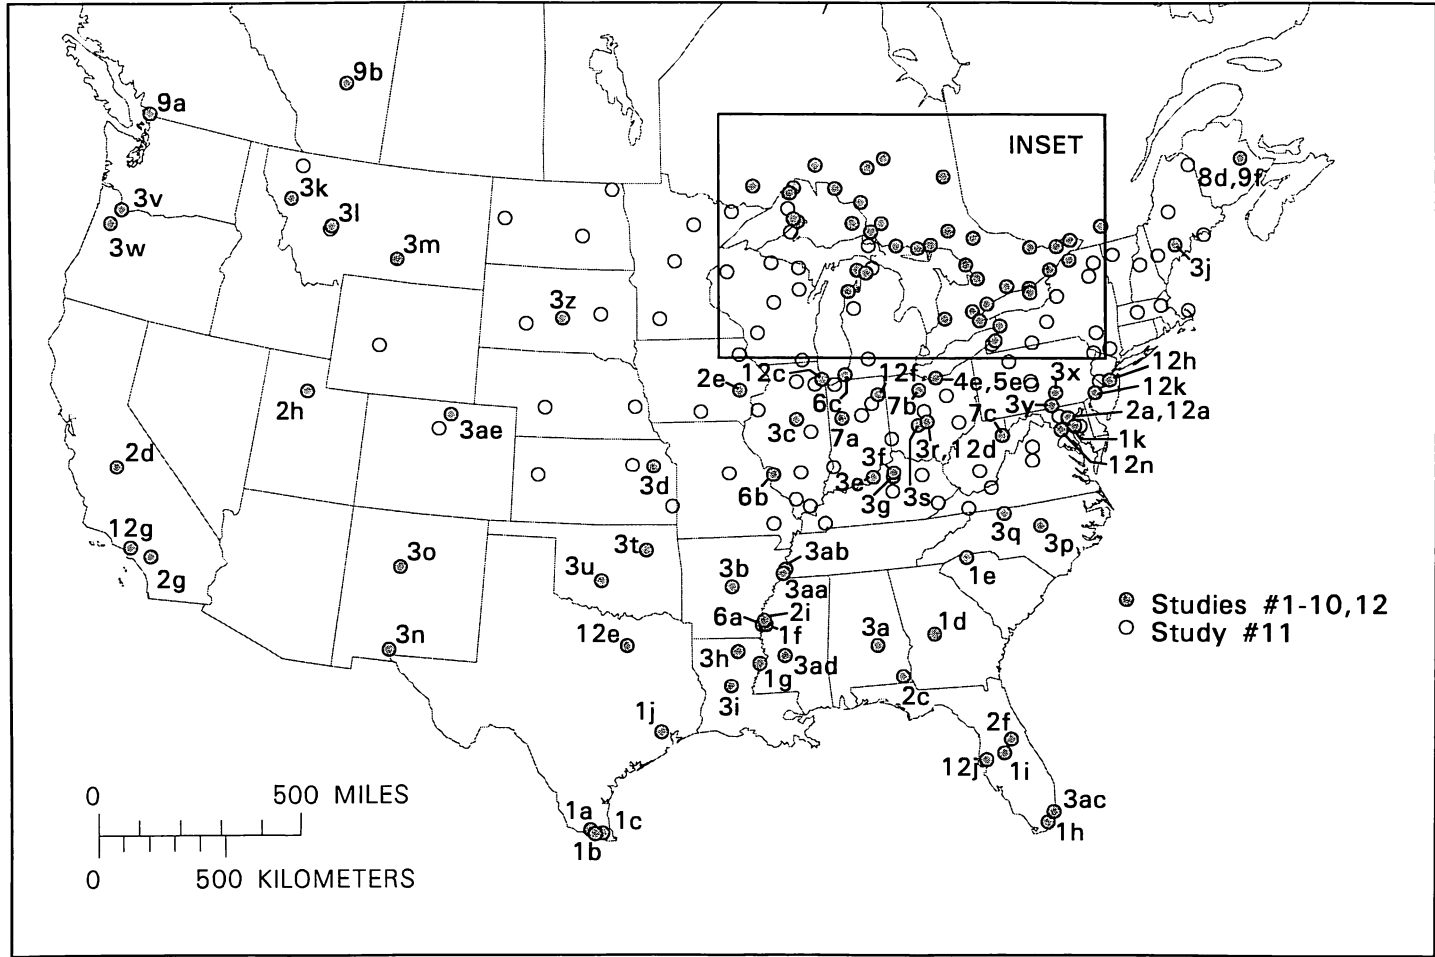 9b
9a
INSET
8d,9f
3k
3v
3l
3w
3m
3j
3z
12h
12c
12f
3x
2e
6c
j
4e,5e
12k
2h
7b
3y
2a,12a
3ae
3c
7a
7c
1k
3r,12d
2d
3f
12n
3d
6b
3e
3g
3s
12g
3q
3p
3t
3ab
3o
1e
2g
3u
3b
3aa
Studies #1-10,12
6a
2i
Study #11
12e
1f
3a
1d
3n
3h
3ad
1g
3i
2c
1j
2f
12j
1i
0 500 MILES
3ac
1a
1c
1h
1b
0 500 KILOMETERS